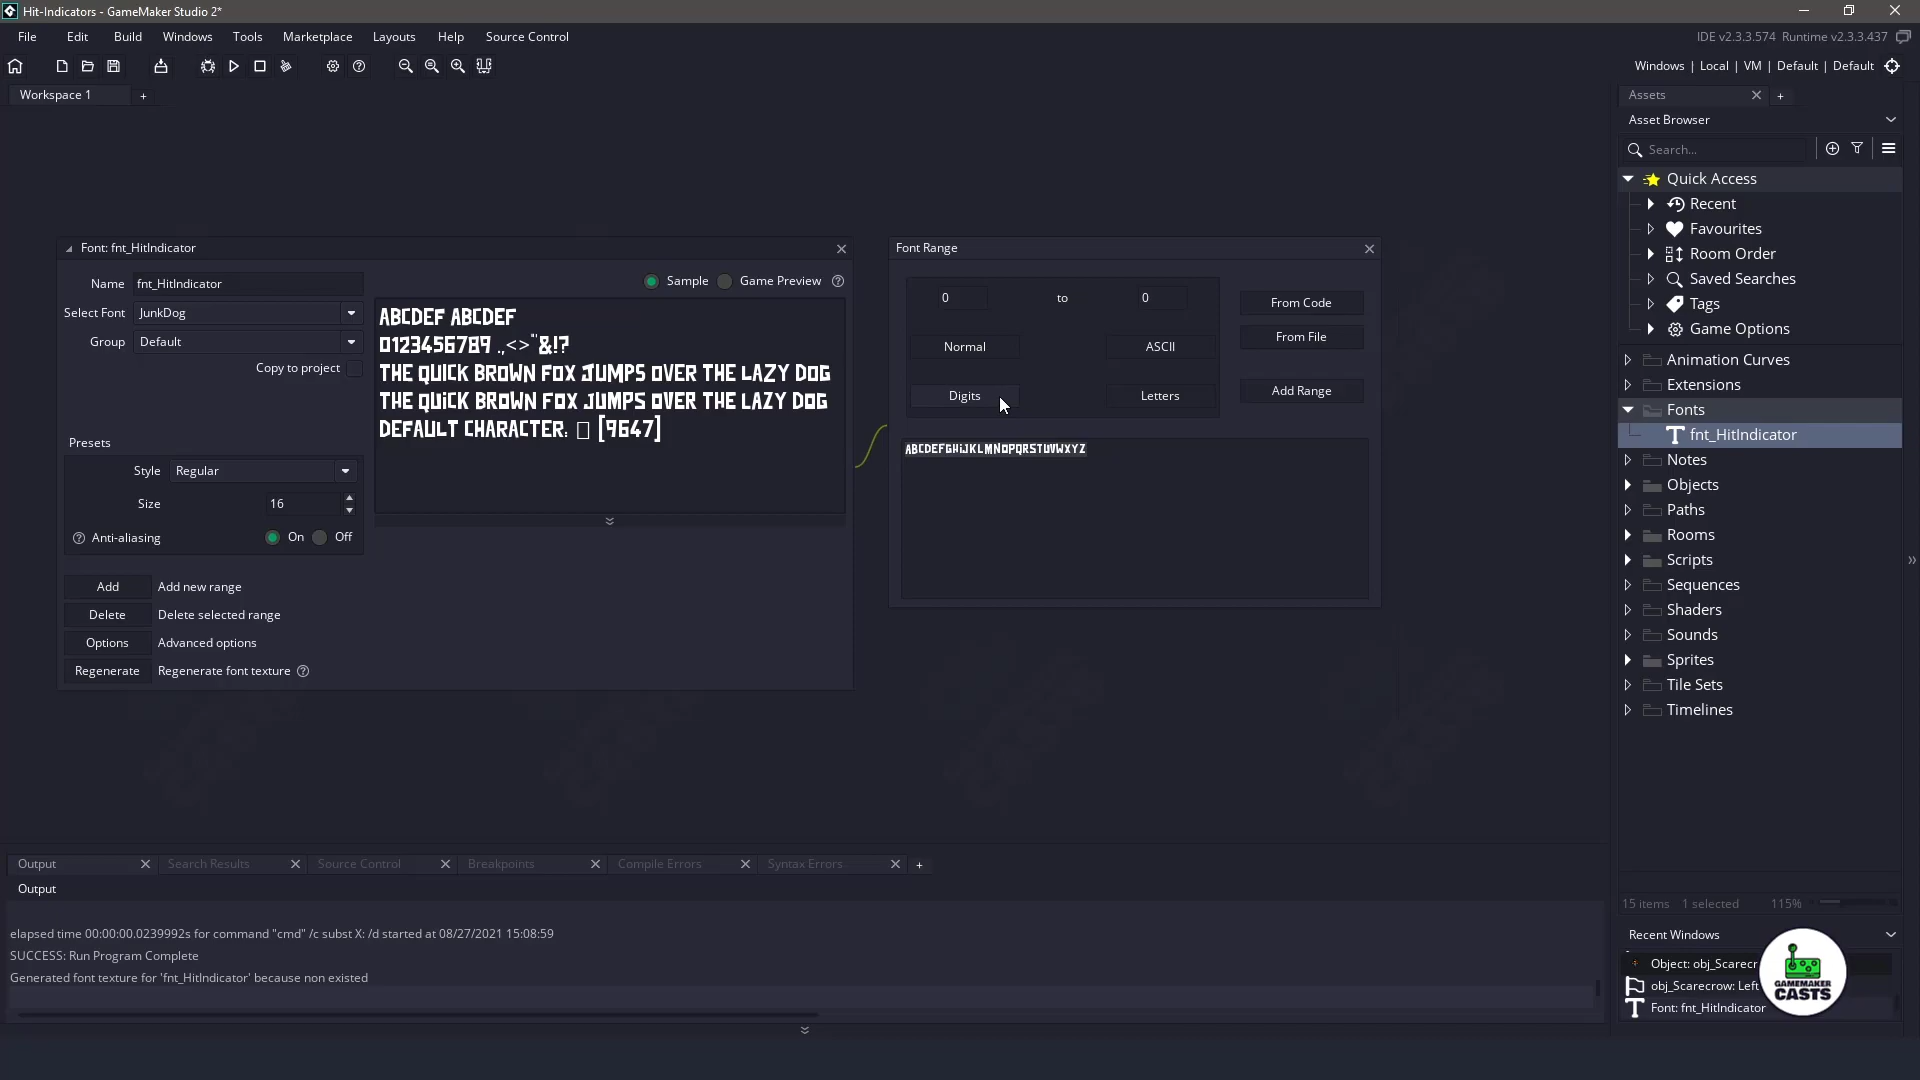 Hit-Indicators - GameMaker Studio 2*
File Edit Build Windows Tools Marketplace Layouts Help Source Control
IDE v2.3.3.574 Runtime v2.3.3.437
Windows | Local | VM | Default | Default
Workspace 1 +
Assets
Asset Browser
Search...
Quick Access
Recent
Favourites
Room Order
Saved Searches
Tags
Game Options
Animation Curves
Extensions
Fonts
fnt_HitIndicator
Notes
Objects
Paths
Rooms
Scripts
Sequences
Shaders
Sounds
Sprites
Tile Sets
Timelines
15 items 1 selected 115%
Recent Windows
Object: obj_Scarecr
obj_Scarecrow: Left
Font: fnt_HitIndicator
GAMEMAKER
CASTS
Font: fnt_HitIndicator
Name fnt_HitIndicator
Select Font JunkDog
Group Default
Copy to project
Presets
Style Regular
Size 16
Anti-aliasing On Off
Add Add new range
Delete Delete selected range
Options Advanced options
Regenerate Regenerate font texture
Sample Game Preview
ABCDEF ABCDEF
0123456789 .,<>"'&!?
THE QUICK BROWN FOX JUMPS OVER THE LAZY DOG
THE QUICK BROWN FOX JUMPS OVER THE LAZY DOG
DEFAULT CHARACTER: ▯ [9647]
Font Range
0 to 0
From Code
From File
Normal ASCII
Digits Letters
Add Range
ABCDEFGHIJKLMNOPQRSTUVWXYZ
Output Search Results Source Control Breakpoints Compile Errors Syntax Errors +
Output
elapsed time 00:00:00.0239992s for command "cmd" /c subst X: /d started at 08/27/2021 15:08:59
SUCCESS: Run Program Complete
Generated font texture for 'fnt_HitIndicator' because non existed